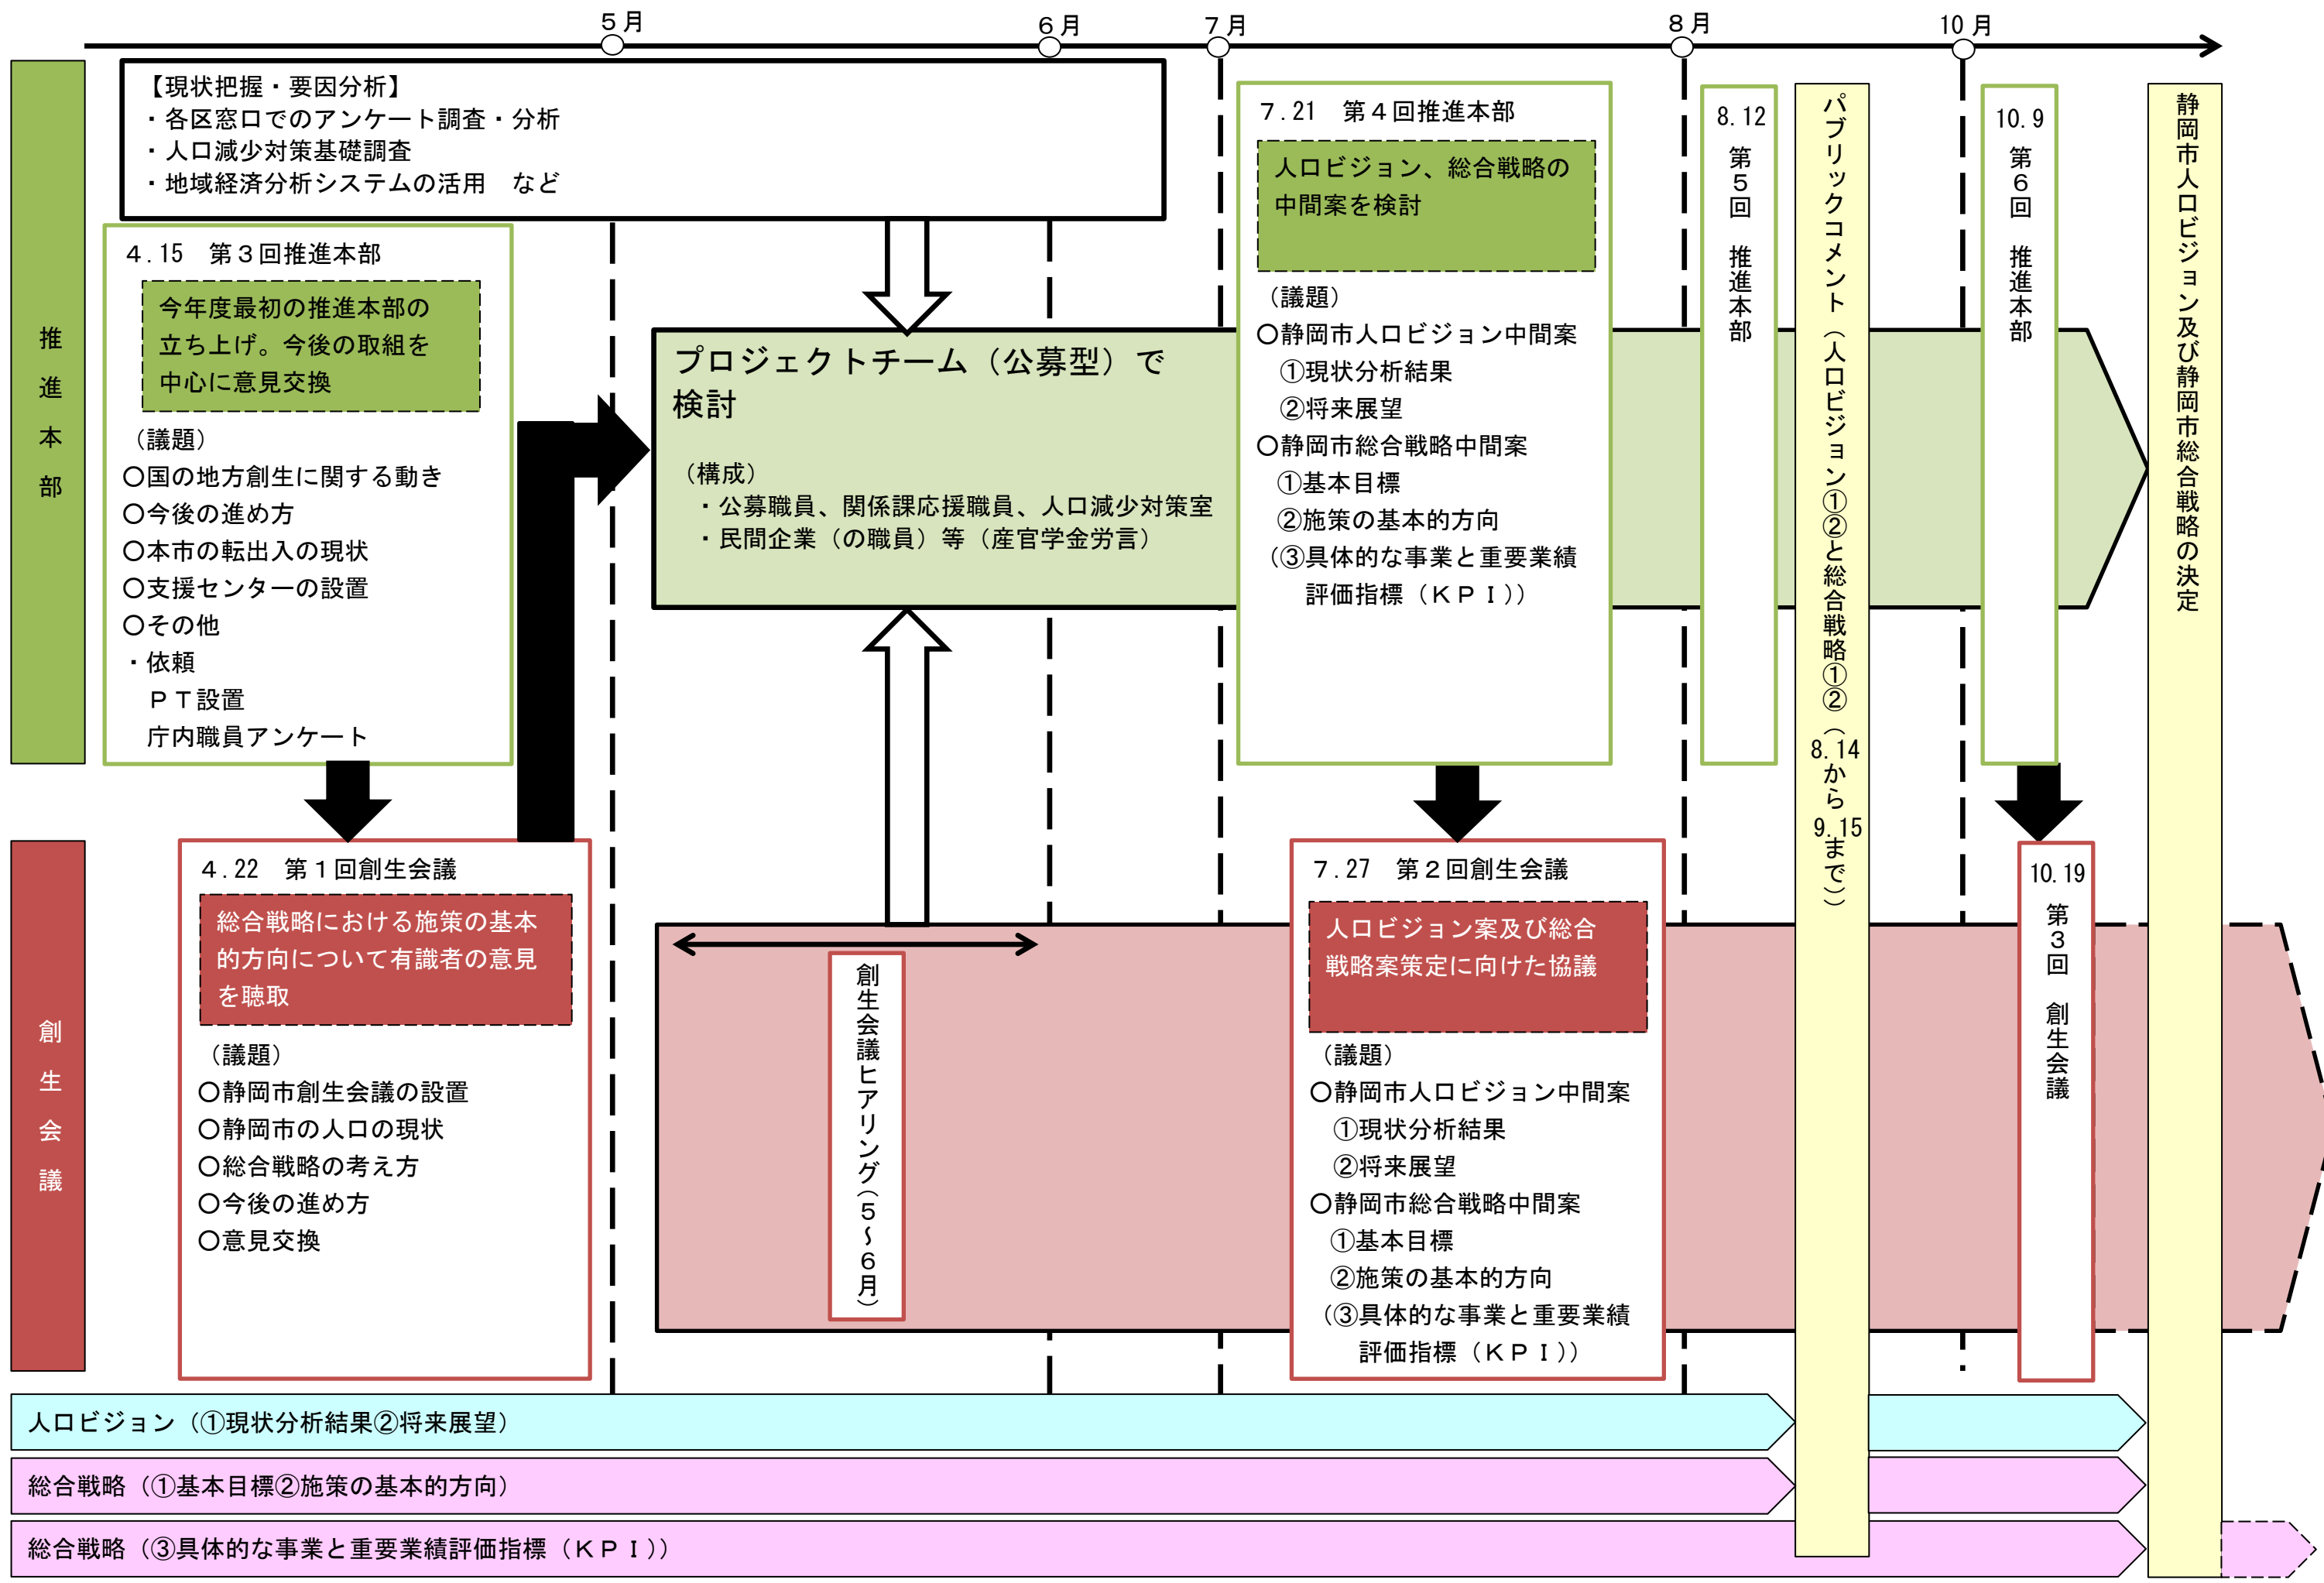 ５月
６月
７月
８月
10 月
推進本部
【現状把握・要因分析】
・各区窓口でのアンケート調査・分析
・人口減少対策基礎調査
・地域経済分析システムの活用　など
４.15　第３回推進本部
今年度最初の推進本部の
立ち上げ。今後の取組を
中心に意見交換
（議題）
○国の地方創生に関する動き
○今後の進め方
○本市の転出入の現状
○支援センターの設置
○その他
・依頼
ＰＴ設置
庁内職員アンケート
プロジェクトチーム（公募型）で
検討
（構成）
・公募職員、関係課応援職員、人口減少対策室
・民間企業（の職員）等（産官学金労言）
７.21　第４回推進本部
人口ビジョン、総合戦略の
中間案を検討
（議題）
○静岡市人口ビジョン中間案
①現状分析結果
②将来展望
○静岡市総合戦略中間案
①基本目標
②施策の基本的方向
（③具体的な事業と重要業績
評価指標（ＫＰＩ））
8.12　第５回　推進本部
パブリックコメント（人口ビジョン①②と総合戦略①②（8.14から9.15まで））
10.9　第６回　推進本部
静岡市人口ビジョン及び静岡市総合戦略の決定
創生会議
４.22　第１回創生会議
総合戦略における施策の基本
的方向について有識者の意見
を聴取
（議題）
○静岡市創生会議の設置
○静岡市の人口の現状
○総合戦略の考え方
○今後の進め方
○意見交換
創生会議ヒアリング（５～６月）
７.27　第２回創生会議
人口ビジョン案及び総合
戦略案策定に向けた協議
（議題）
○静岡市人口ビジョン中間案
①現状分析結果
②将来展望
○静岡市総合戦略中間案
①基本目標
②施策の基本的方向
（③具体的な事業と重要業績
評価指標（ＫＰＩ））
10.19　第３回　創生会議
人口ビジョン（①現状分析結果②将来展望）
総合戦略（①基本目標②施策の基本的方向）
総合戦略（③具体的な事業と重要業績評価指標（ＫＰＩ））